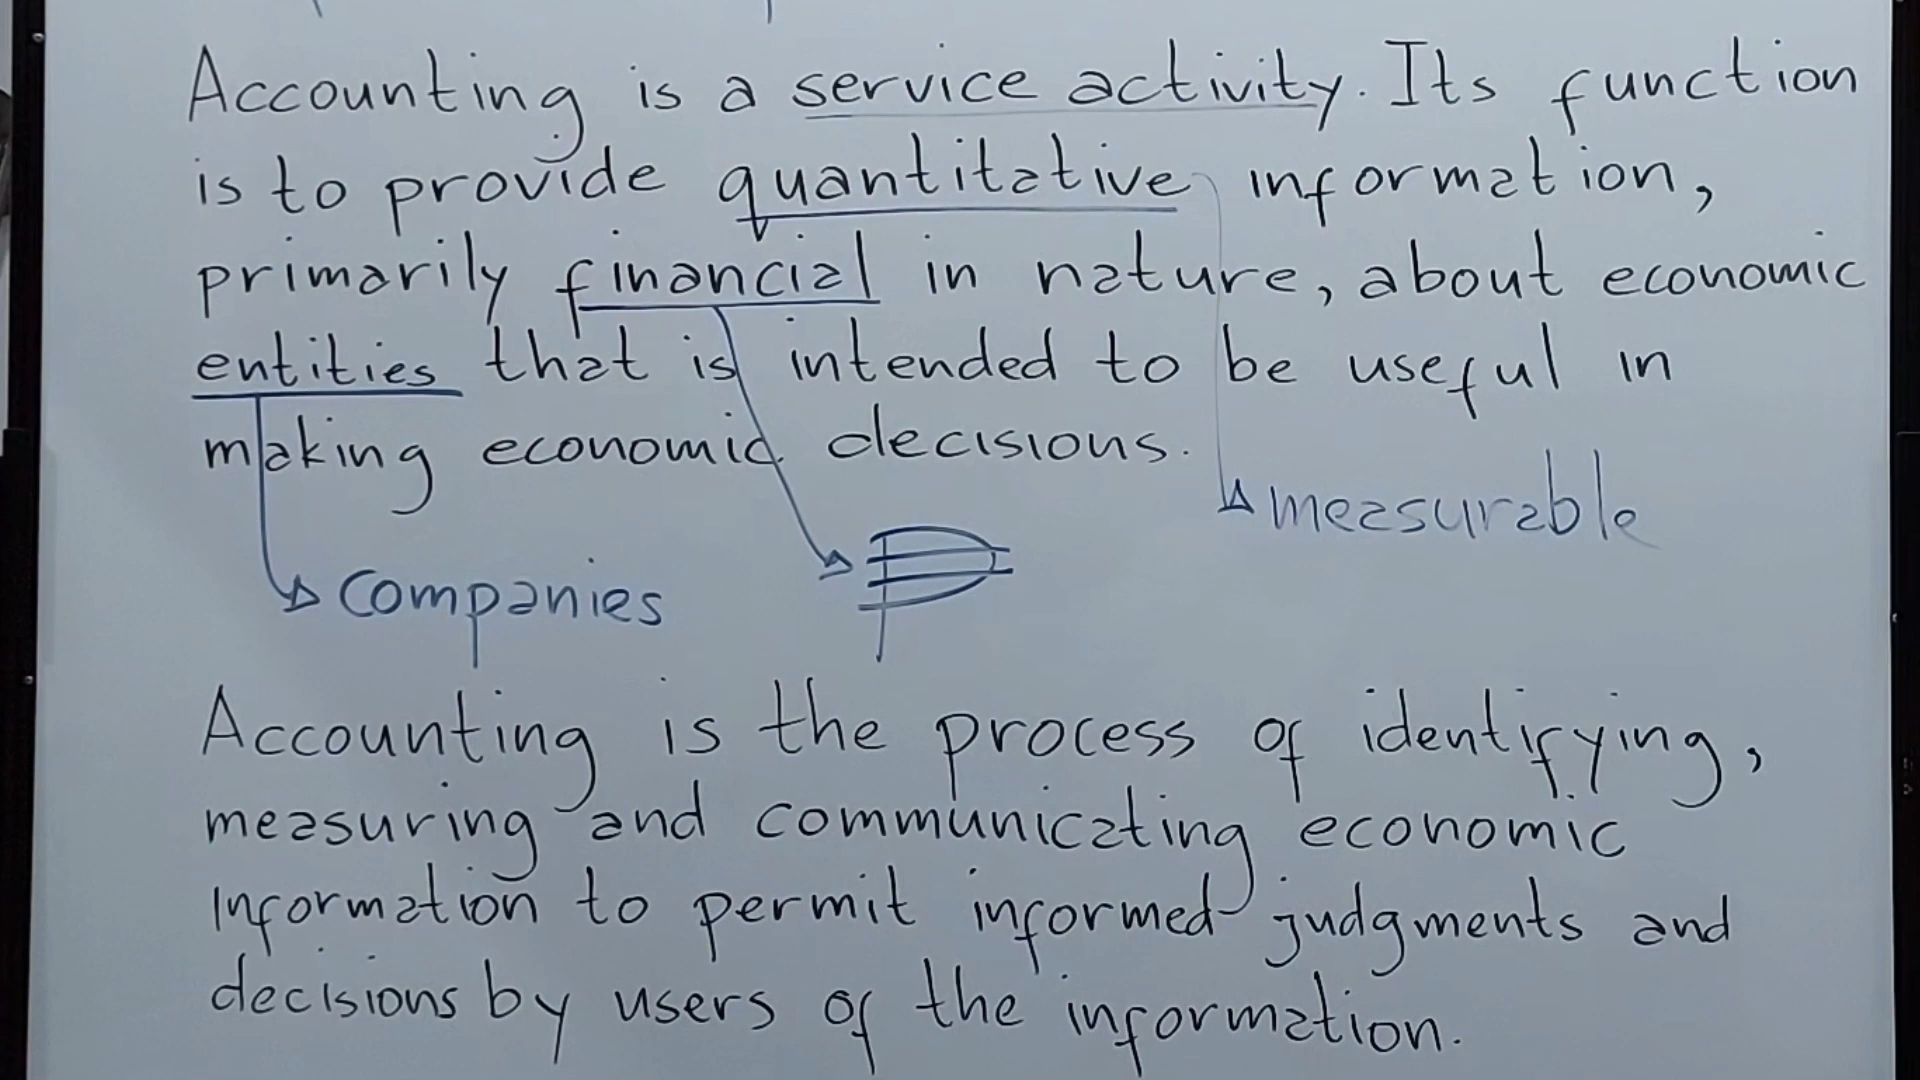 Accounting is a service activity. Its function
is to provide quantitative information,
primarily financial in nature, about economic
entities that is intended to be useful in
making economic decisions.
measurable
companies
₱
Accounting is the process of identifying,
measuring and communicating economic
information to permit informed judgments and
decisions by users of the information.